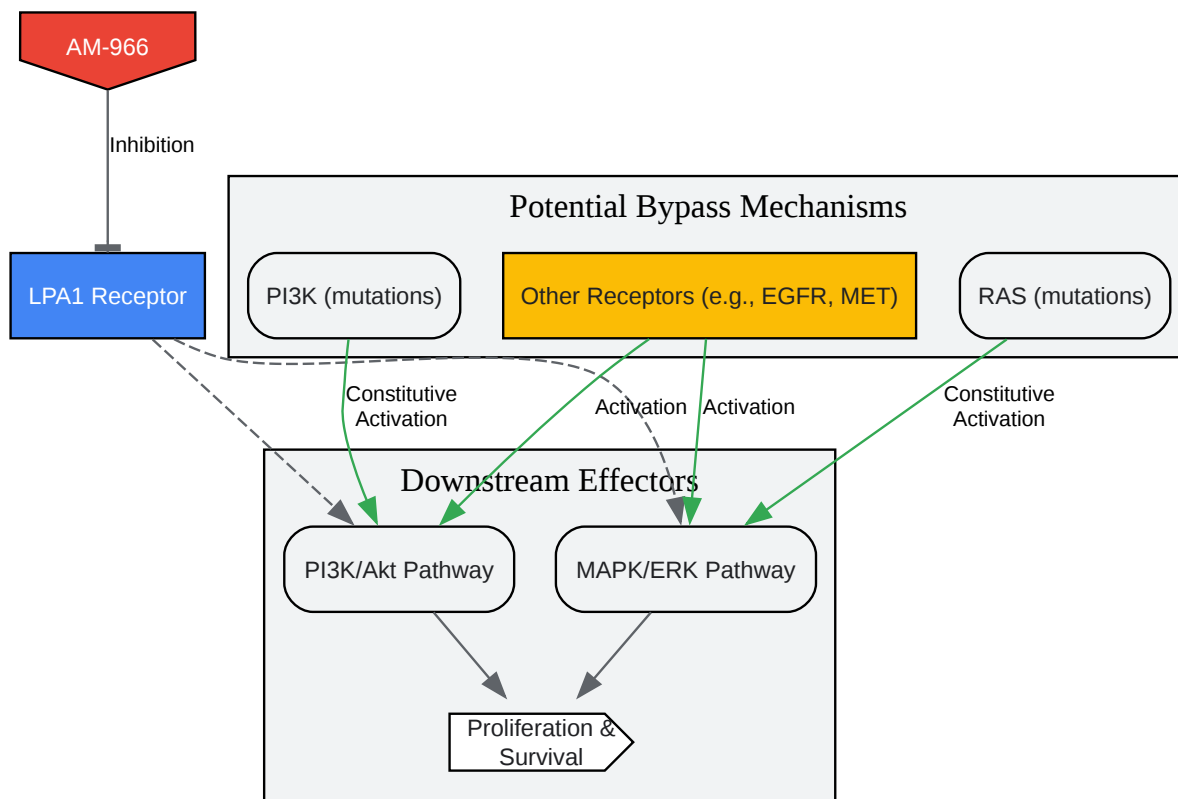 AM-966
Inhibition
Potential Bypass Mechanisms
LPA1 Receptor
PI3K (mutations)
Other Receptors (e.g., EGFR, MET)
RAS (mutations)
Constitutive
Activation
Activation
Activation
Constitutive
Activation
Downstream Effectors
PI3K/Akt Pathway
MAPK/ERK Pathway
Proliferation &
Survival